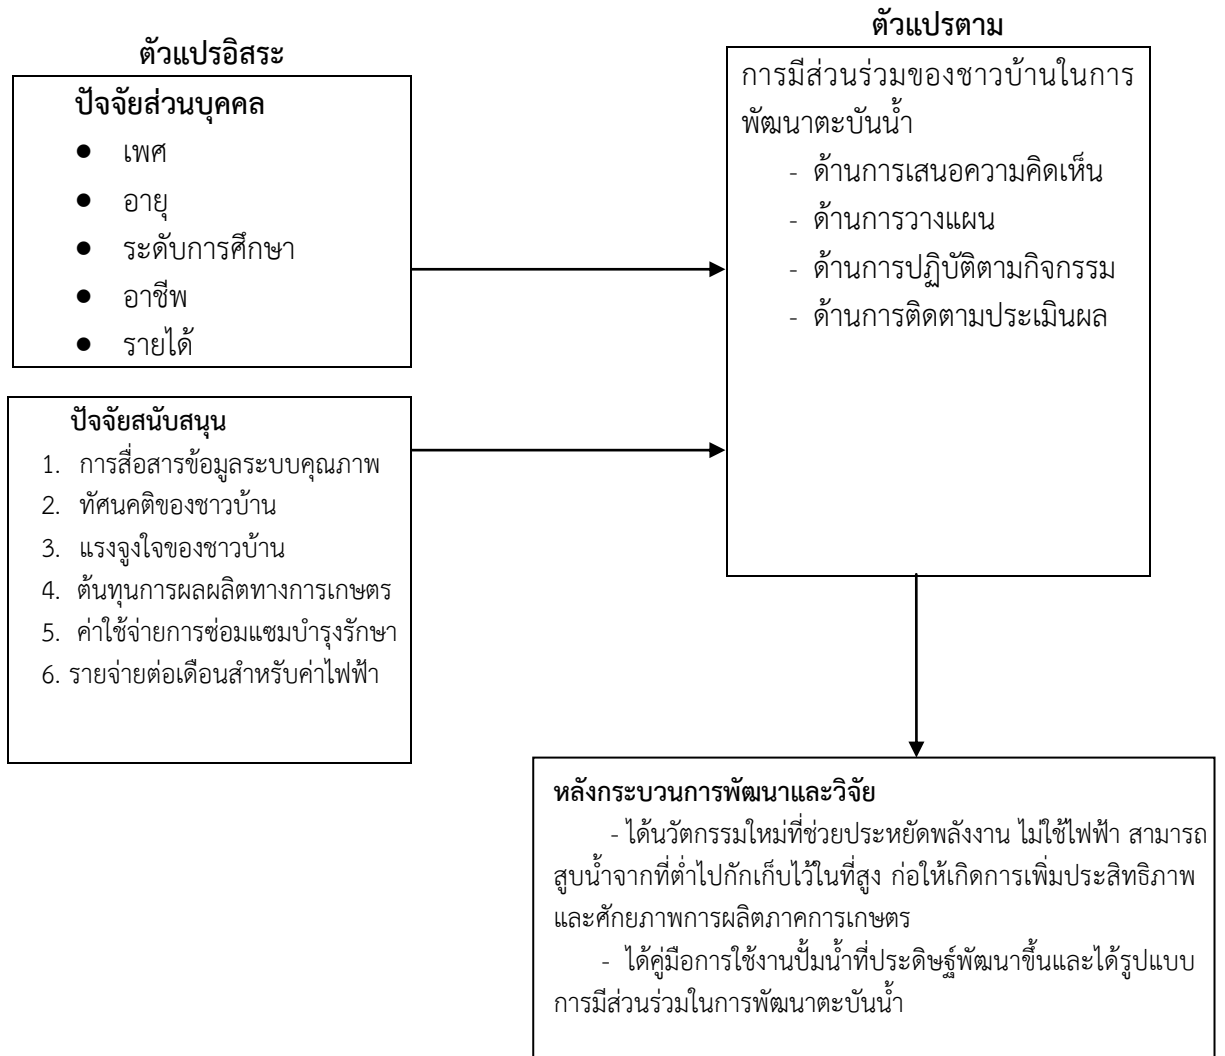 ตัวแปรอิสระ
ปัจจัยส่วนบุคคล
● เพศ
● อายุ
● ระดับการศึกษา
● อาชีพ
● รายได้
ปัจจัยสนับสนุน
1. การสื่อสารข้อมูลระบบคุณภาพ
2. ทัศนคติของชาวบ้าน
3. แรงจูงใจของชาวบ้าน
4. ต้นทุนการผลผลิตทางการเกษตร
5. ค่าใช้จ่ายการซ่อมแซมบำรุงรักษา
6. รายจ่ายต่อเดือนสำหรับค่าไฟฟ้า
ตัวแปรตาม
การมีส่วนร่วมของชาวบ้านในการ
พัฒนาตะบันน้ำ
- ด้านการเสนอความคิดเห็น
- ด้านการวางแผน
- ด้านการปฏิบัติตามกิจกรรม
- ด้านการติดตามประเมินผล
หลังกระบวนการพัฒนาและวิจัย
- ได้นวัตกรรมใหม่ที่ช่วยประหยัดพลังงาน ไม่ใช้ไฟฟ้า สามารถ
สูบน้ำจากที่ต่ำไปกักเก็บไว้ในที่สูง ก่อให้เกิดการเพิ่มประสิทธิภาพ
และศักยภาพการผลิตภาคการเกษตร
- ได้คู่มือการใช้งานปั้มน้ำที่ประดิษฐ์พัฒนาขึ้นและได้รูปแบบ
การมีส่วนร่วมในการพัฒนาตะบันน้ำ